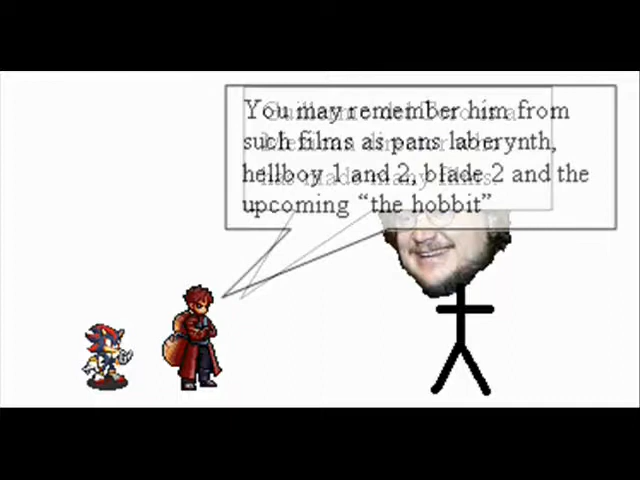 You may remember him from
such films as pans laberynth,
hellboy 1 and 2, blade 2 and the
upcoming “the hobbit”